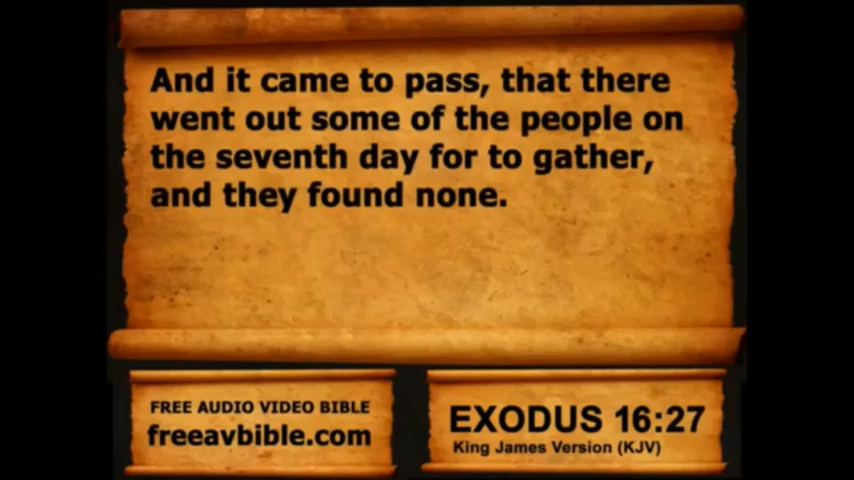 And it came to pass, that there
went out some of the people on
the seventh day for to gather,
and they found none.
FREE AUDIO VIDEO BIBLE
freeavbible.com
EXODUS 16:27
King James Version (KJV)